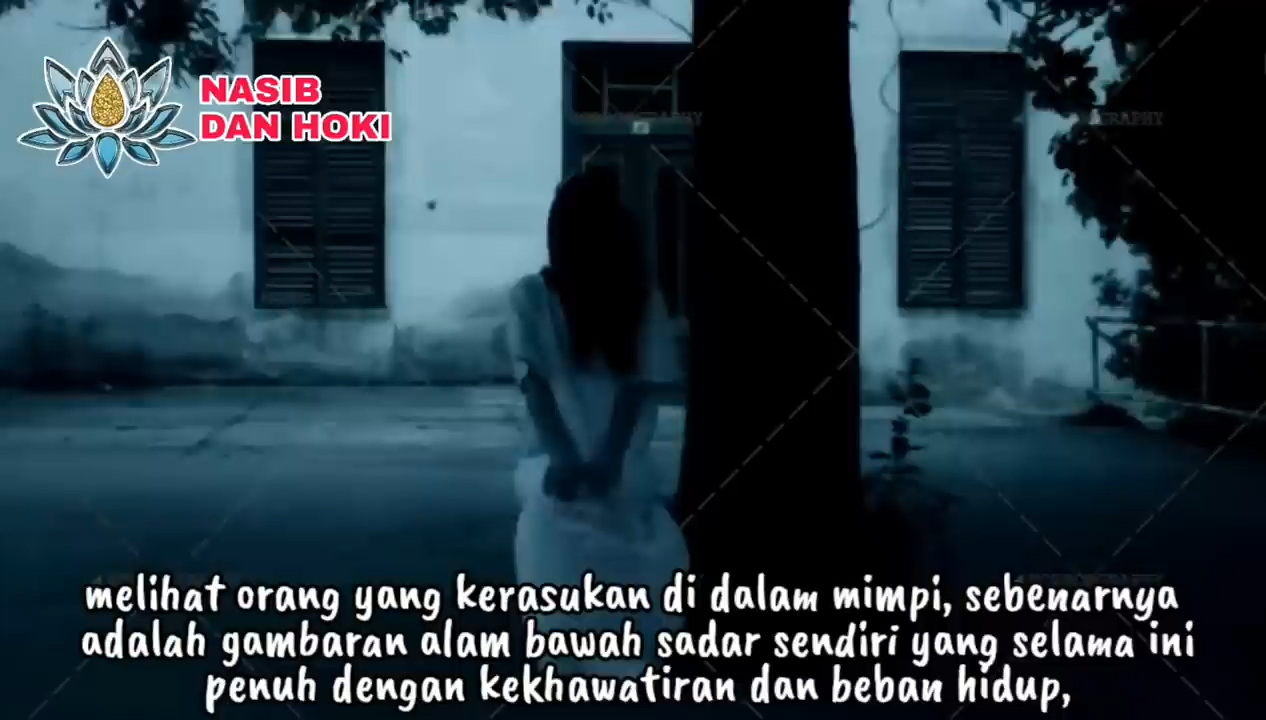 NASIB
DAN HOKI
melihat orang yang kerasukan di dalam mimpi, sebenarnya
adalah gambaran alam bawah sadar sendiri yang selama ini
penuh dengan kekhawatiran dan beban hidup,